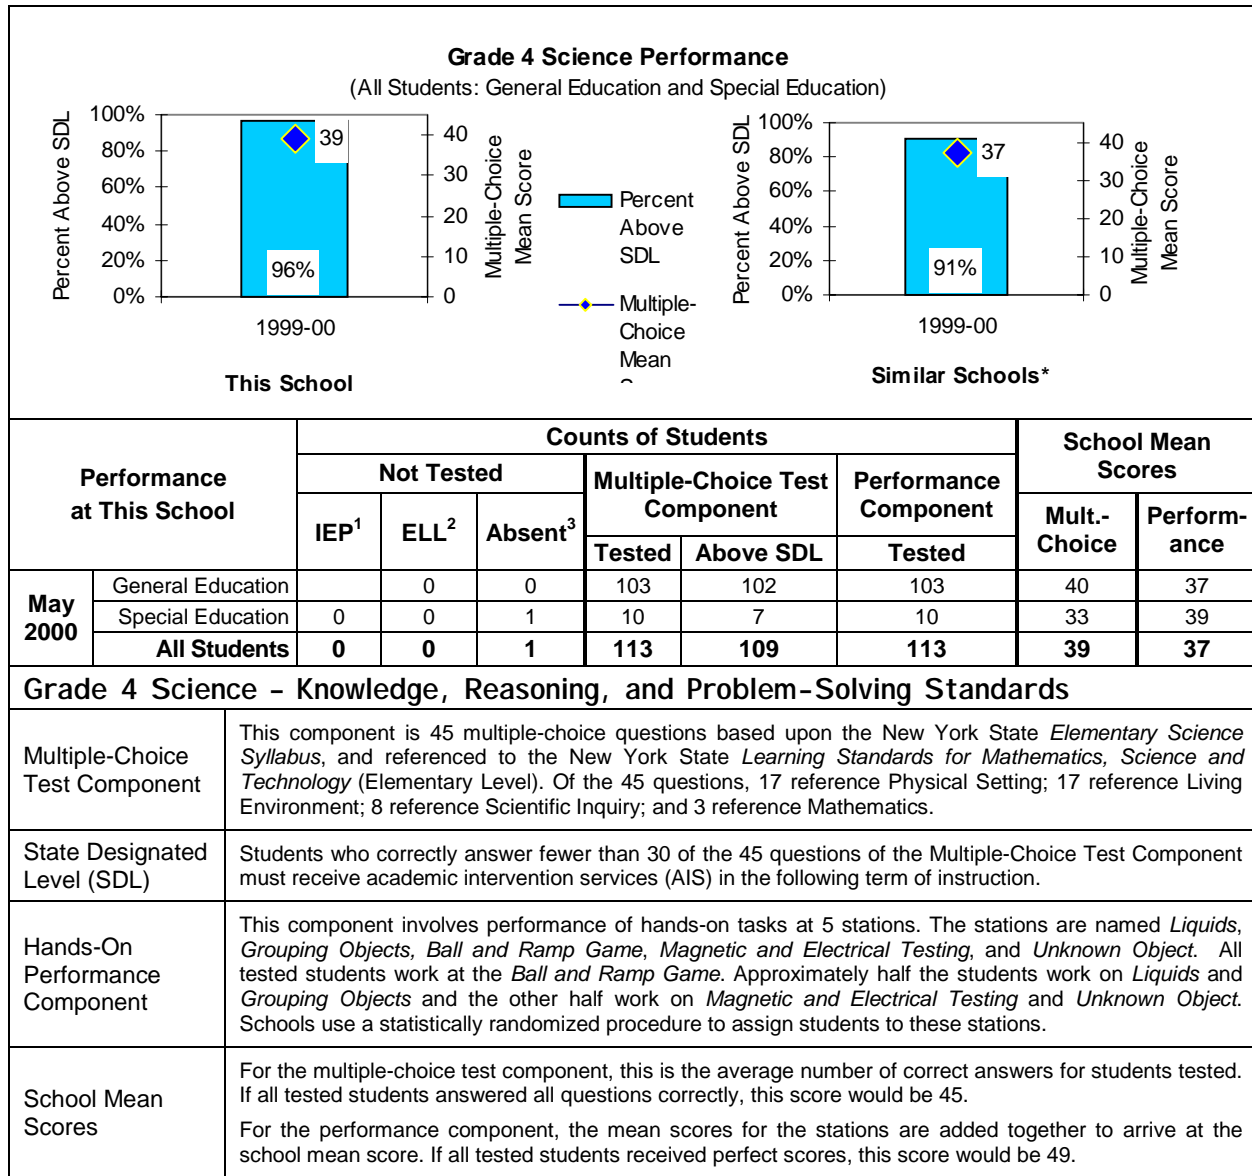 Grade 4 Science Performance
(All Students: General Education and Special Education)
Percent Above SDL
100%
80%
60%
40%
20%
0%
39
96%
40
30
20
10
0
Multiple-Choice
Mean Score
1999-00
This School
Percent
Above
SDL
Multiple-
Choice
Mean
Percent Above SDL
100%
80%
60%
40%
20%
0%
37
91%
40
30
20
10
0
Multiple-Choice
Mean Score
1999-00
Similar Schools*
Performance
at This School
Counts of Students
School Mean
Scores
Not Tested
Multiple-Choice Test
Component
Performance
Component
IEP¹ ELL² Absent³
Tested Above SDL Tested
Mult.-
Choice
Perform-
ance
May
2000
General Education 0 0 103 102 103 40 37
Special Education 0 0 1 10 7 10 33 39
All Students 0 0 1 113 109 113 39 37
Grade 4 Science – Knowledge, Reasoning, and Problem-Solving Standards
Multiple-Choice
Test Component
This component is 45 multiple-choice questions based upon the New York State Elementary Science
Syllabus, and referenced to the New York State Learning Standards for Mathematics, Science and
Technology (Elementary Level). Of the 45 questions, 17 reference Physical Setting; 17 reference Living
Environment; 8 reference Scientific Inquiry; and 3 reference Mathematics.
State Designated
Level (SDL)
Students who correctly answer fewer than 30 of the 45 questions of the Multiple-Choice Test Component
must receive academic intervention services (AIS) in the following term of instruction.
Hands-On
Performance
Component
This component involves performance of hands-on tasks at 5 stations. The stations are named Liquids,
Grouping Objects, Ball and Ramp Game, Magnetic and Electrical Testing, and Unknown Object. All
tested students work at the Ball and Ramp Game. Approximately half the students work on Liquids and
Grouping Objects and the other half work on Magnetic and Electrical Testing and Unknown Object.
Schools use a statistically randomized procedure to assign students to these stations.
School Mean
Scores
For the multiple-choice test component, this is the average number of correct answers for students tested.
If all tested students answered all questions correctly, this score would be 45.
For the performance component, the mean scores for the stations are added together to arrive at the
school mean score. If all tested students received perfect scores, this score would be 49.